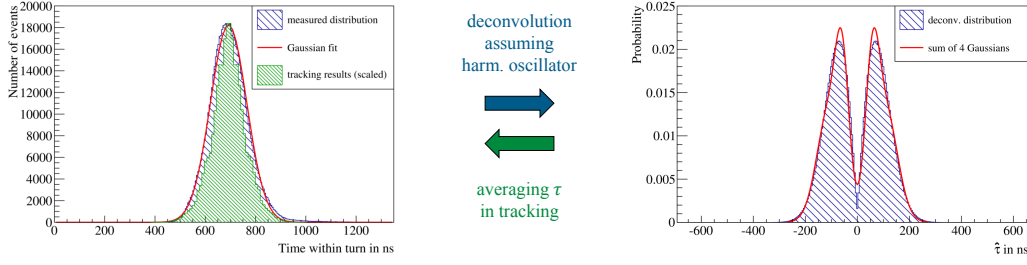 Number of events
20000
18000
16000
14000
12000
10000
8000
6000
4000
2000
0
measured distribution
Gaussian fit
tracking results (scaled)
0 200 400 600 800 1000 1200
Time within turn in ns
deconvolution
assuming
harm. oscillator
averaging τ
in tracking
Probability
0.025
0.02
0.015
0.01
0.005
0
deconv. distribution
sum of 4 Gaussians
-600 -400 -200 0 200 400 600
τ̂ in ns